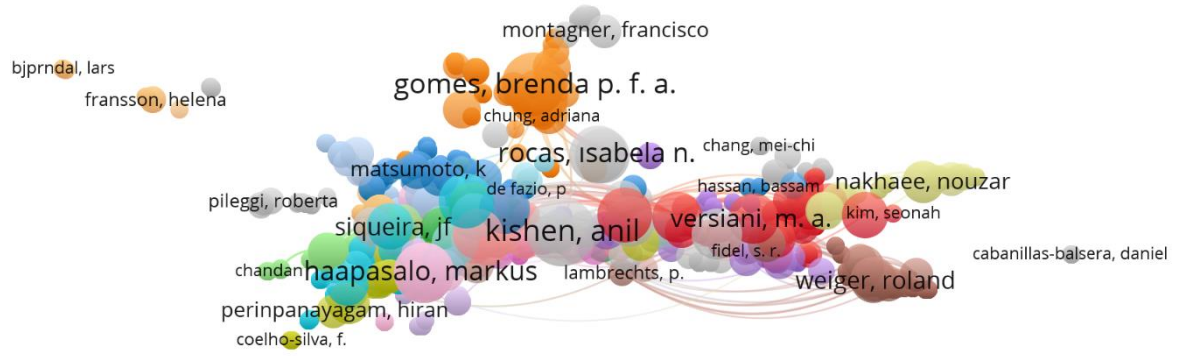 montagner, francisco
bjprndal, lars
gomes, brenda p. f. a.
fransson, helena
chung, adriana
rocas, ısabela n.
chang, mei-chi
matsumoto, k
de fazio, p
hassan, bassam
nakhaee, nouzar
pileggi, roberta
siqueira, jf
kishen, anil
versiani, m. a.
kim, seonah
fidel, s. r.
cabanillas-balsera, daniel
chandan
haapasalo, markus
lambrechts, p.
weiger, roland
perinpanayagam, hiran
coelho-silva, f.